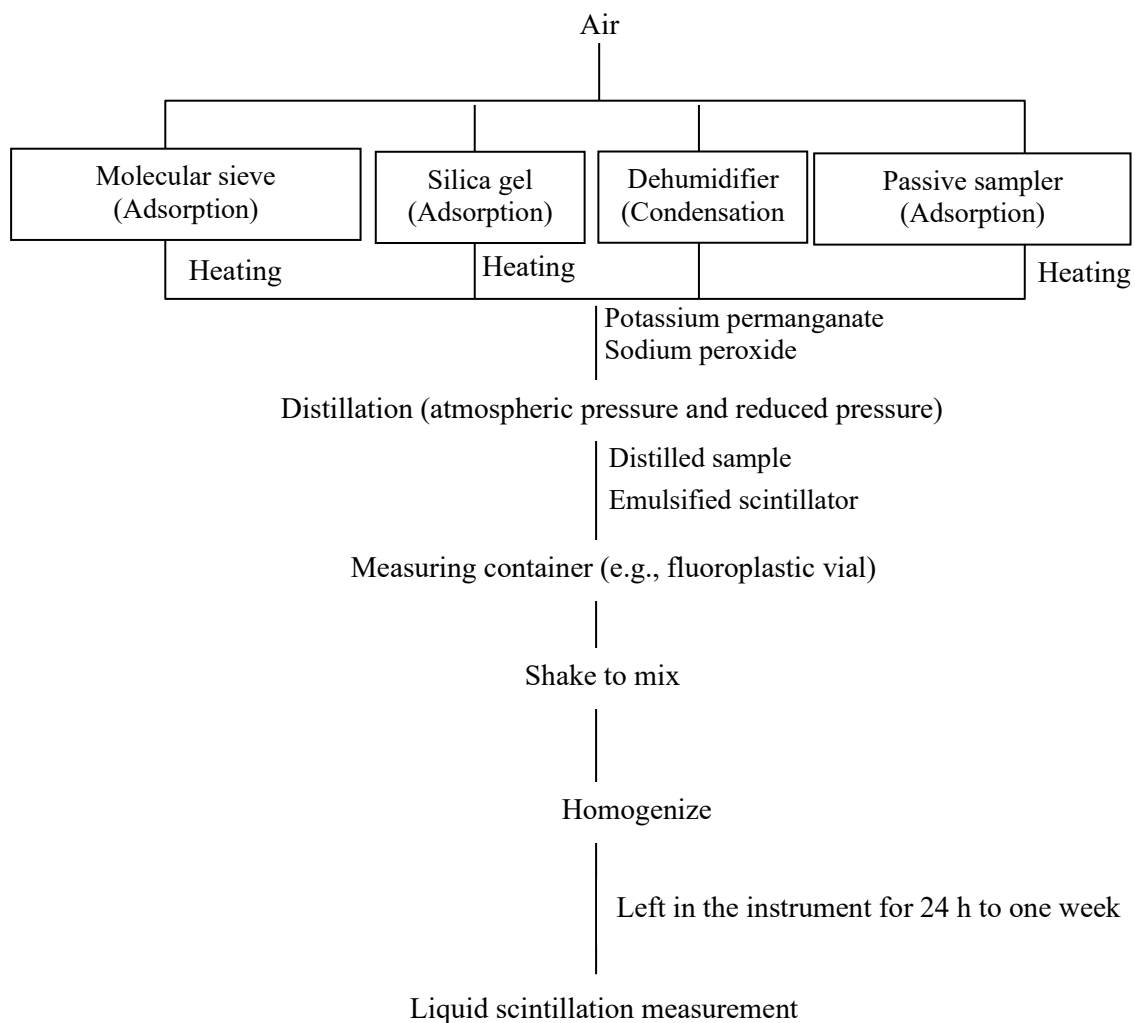 Air
Molecular sieve
(Adsorption)
Silica gel
(Adsorption)
Dehumidifier
(Condensation
Passive sampler
(Adsorption)
Heating
Heating
Heating
Potassium permanganate
Sodium peroxide
Distillation (atmospheric pressure and reduced pressure)
Distilled sample
Emulsified scintillator
Measuring container (e.g., fluoroplastic vial)
Shake to mix
Homogenize
Left in the instrument for 24 h to one week
Liquid scintillation measurement